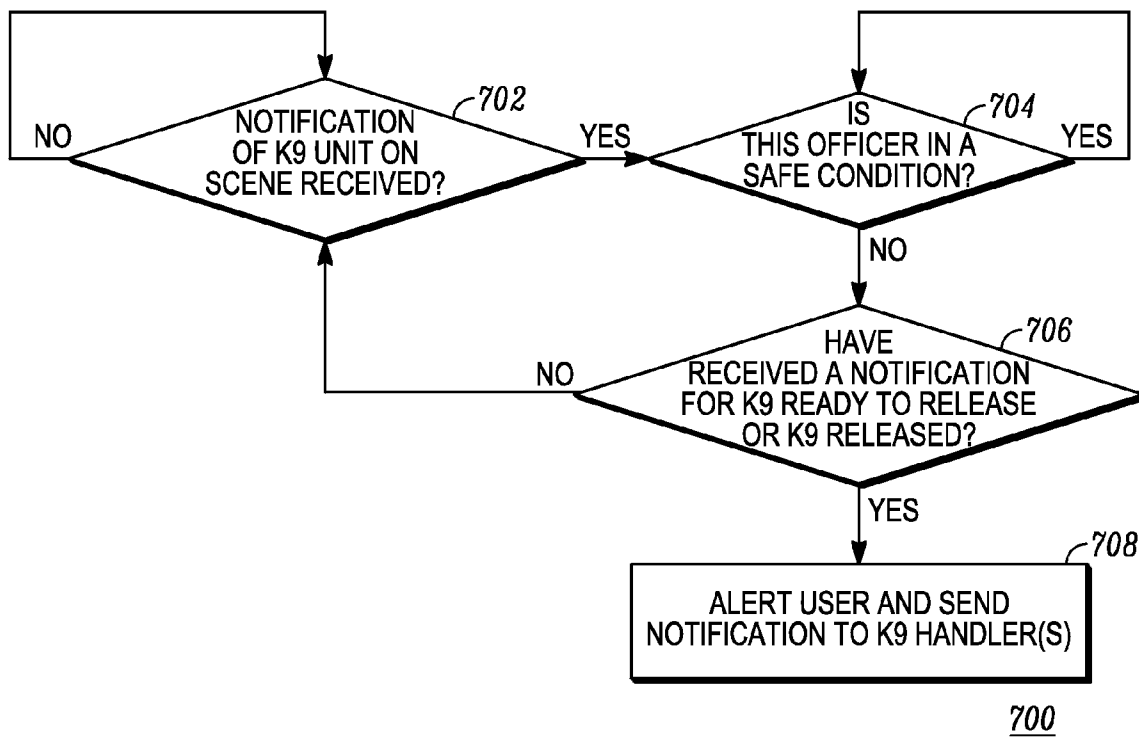 702
NOTIFICATION
OF K9 UNIT ON
SCENE RECEIVED?
NO
YES
704
IS
THIS OFFICER IN A
SAFE CONDITION?
YES
NO
706
HAVE
RECEIVED A NOTIFICATION
FOR K9 READY TO RELEASE
OR K9 RELEASED?
NO
YES
708
ALERT USER AND SEND
NOTIFICATION TO K9 HANDLER(S)
700